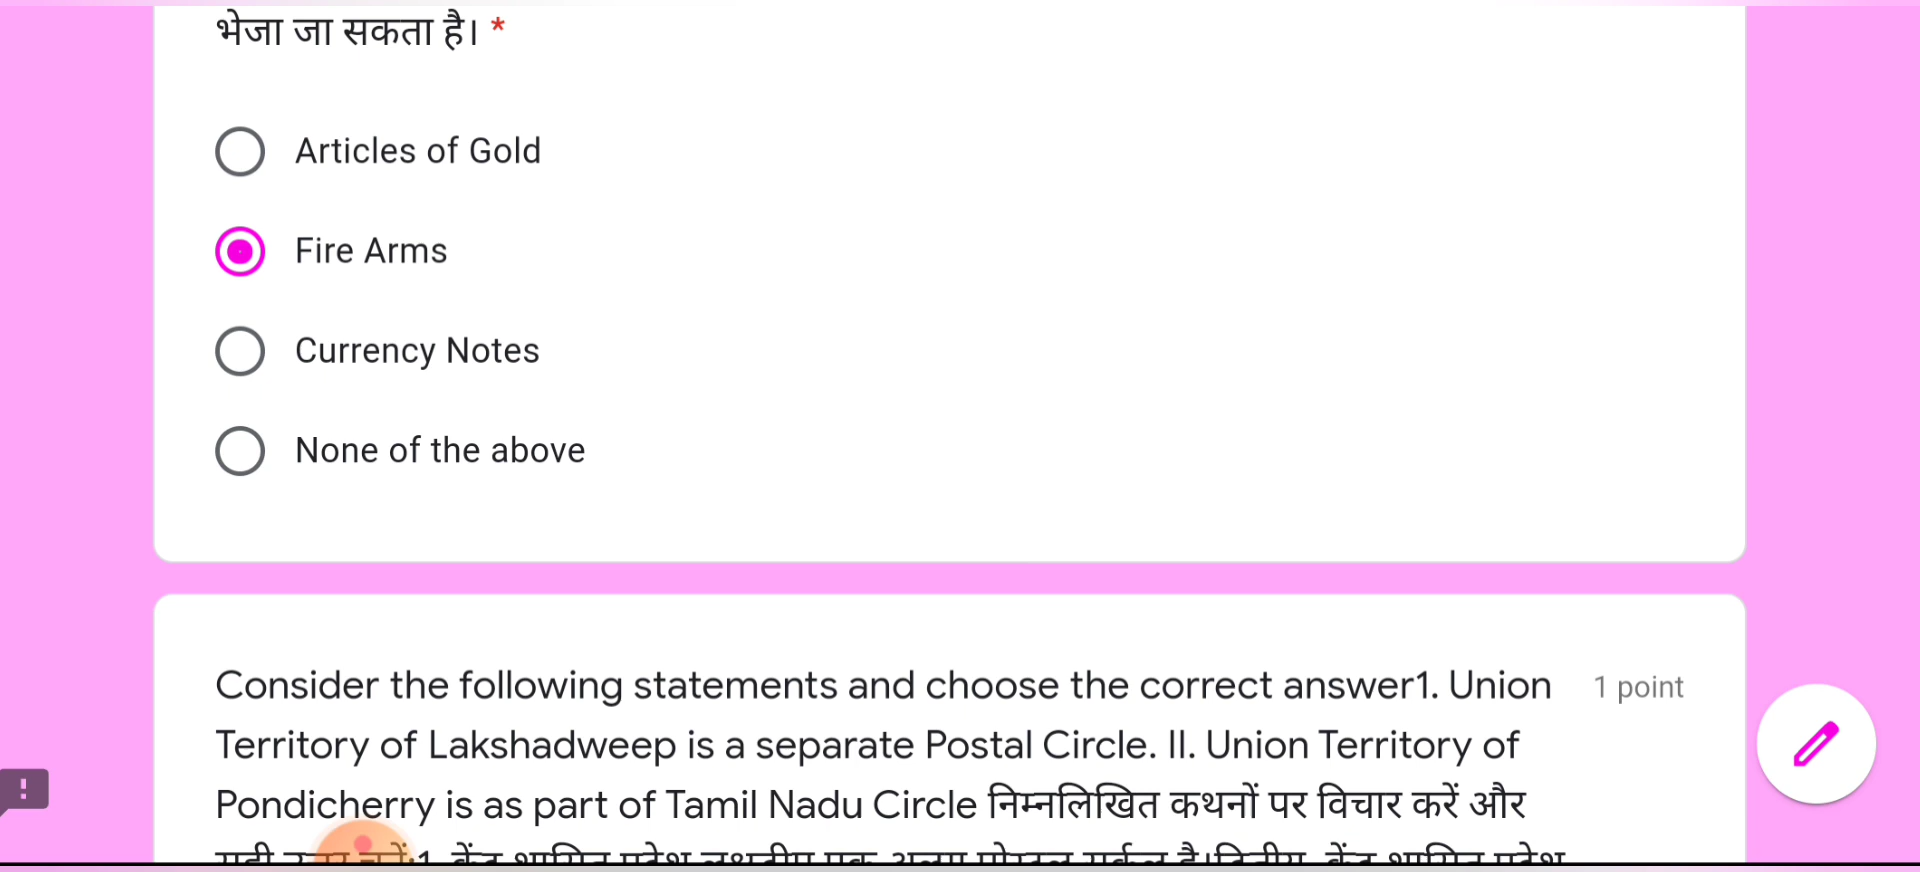 भेजा जा सकता है। *
Articles of Gold
Fire Arms
Currency Notes
None of the above
Consider the following statements and choose the correct answer1. Union
1 point
Territory of Lakshadweep is a separate Postal Circle. II. Union Territory of
Pondicherry is as part of Tamil Nadu Circle निम्नलिखित कथनों पर विचार करें और